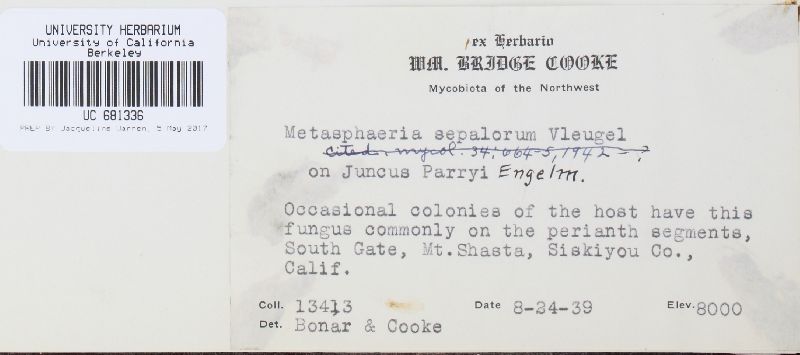 UNIVERSITY HERBARIUM
University of California
Berkeley
UC 681336
PREP BY Jacqueline Darren, 5 May 2017
ex Herbario
WM. BRIDGE COOKE
Mycobiota of the Northwest
Metasphaeria sepalorum Vleugel
cited. mycol. 34:664-5, 1942 - ?
on Juncus Parryi Engelm.
Occasional colonies of the host have this
fungus commonly on the perianth segments,
South Gate, Mt.Shasta, Siskiyou Co.,
Calif.
Coll. 13413 Date 8-24-39 Elev. 8000
Det. Bonar & Cooke